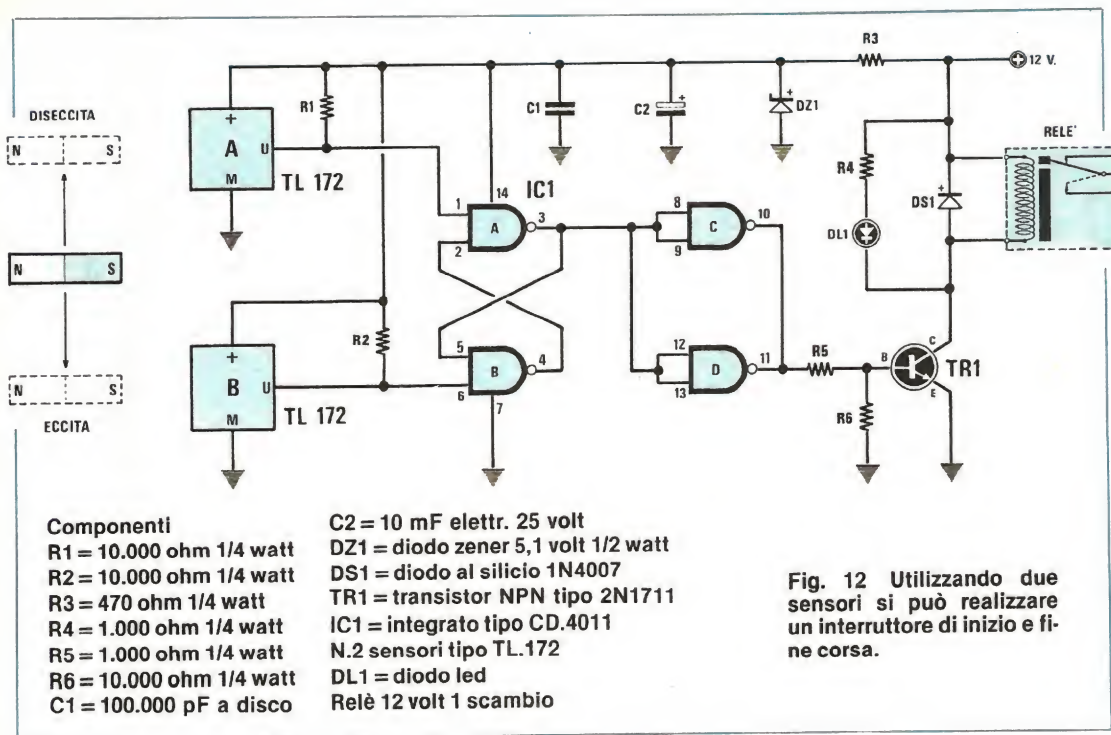 R3
12 V.
DISECCITA
N S
R1
C1
C2
+
+
DZ1
RELE'
A
+
U
M
TL 172
IC1
14
1
2
A
3
8
9
C
10
R4
DS1
+
DL1
N S
R2
B
+
U
M
TL 172
5
6
B
4
7
12
13
D
11
R5
B
C
E
TR1
R6
N S
ECCITA
Componenti
R1 = 10.000 ohm 1/4 watt
R2 = 10.000 ohm 1/4 watt
R3 = 470 ohm 1/4 watt
R4 = 1.000 ohm 1/4 watt
R5 = 1.000 ohm 1/4 watt
R6 = 10.000 ohm 1/4 watt
C1 = 100.000 pF a disco
C2 = 10 mF elettr. 25 volt
DZ1 = diodo zener 5,1 volt 1/2 watt
DS1 = diodo al silicio 1N4007
TR1 = transistor NPN tipo 2N1711
IC1 = integrato tipo CD.4011
N.2 sensori tipo TL.172
DL1 = diodo led
Relè 12 volt 1 scambio
Fig. 12 Utilizzando due
sensori si può realizzare
un interruttore di inizio e fi-
ne corsa.